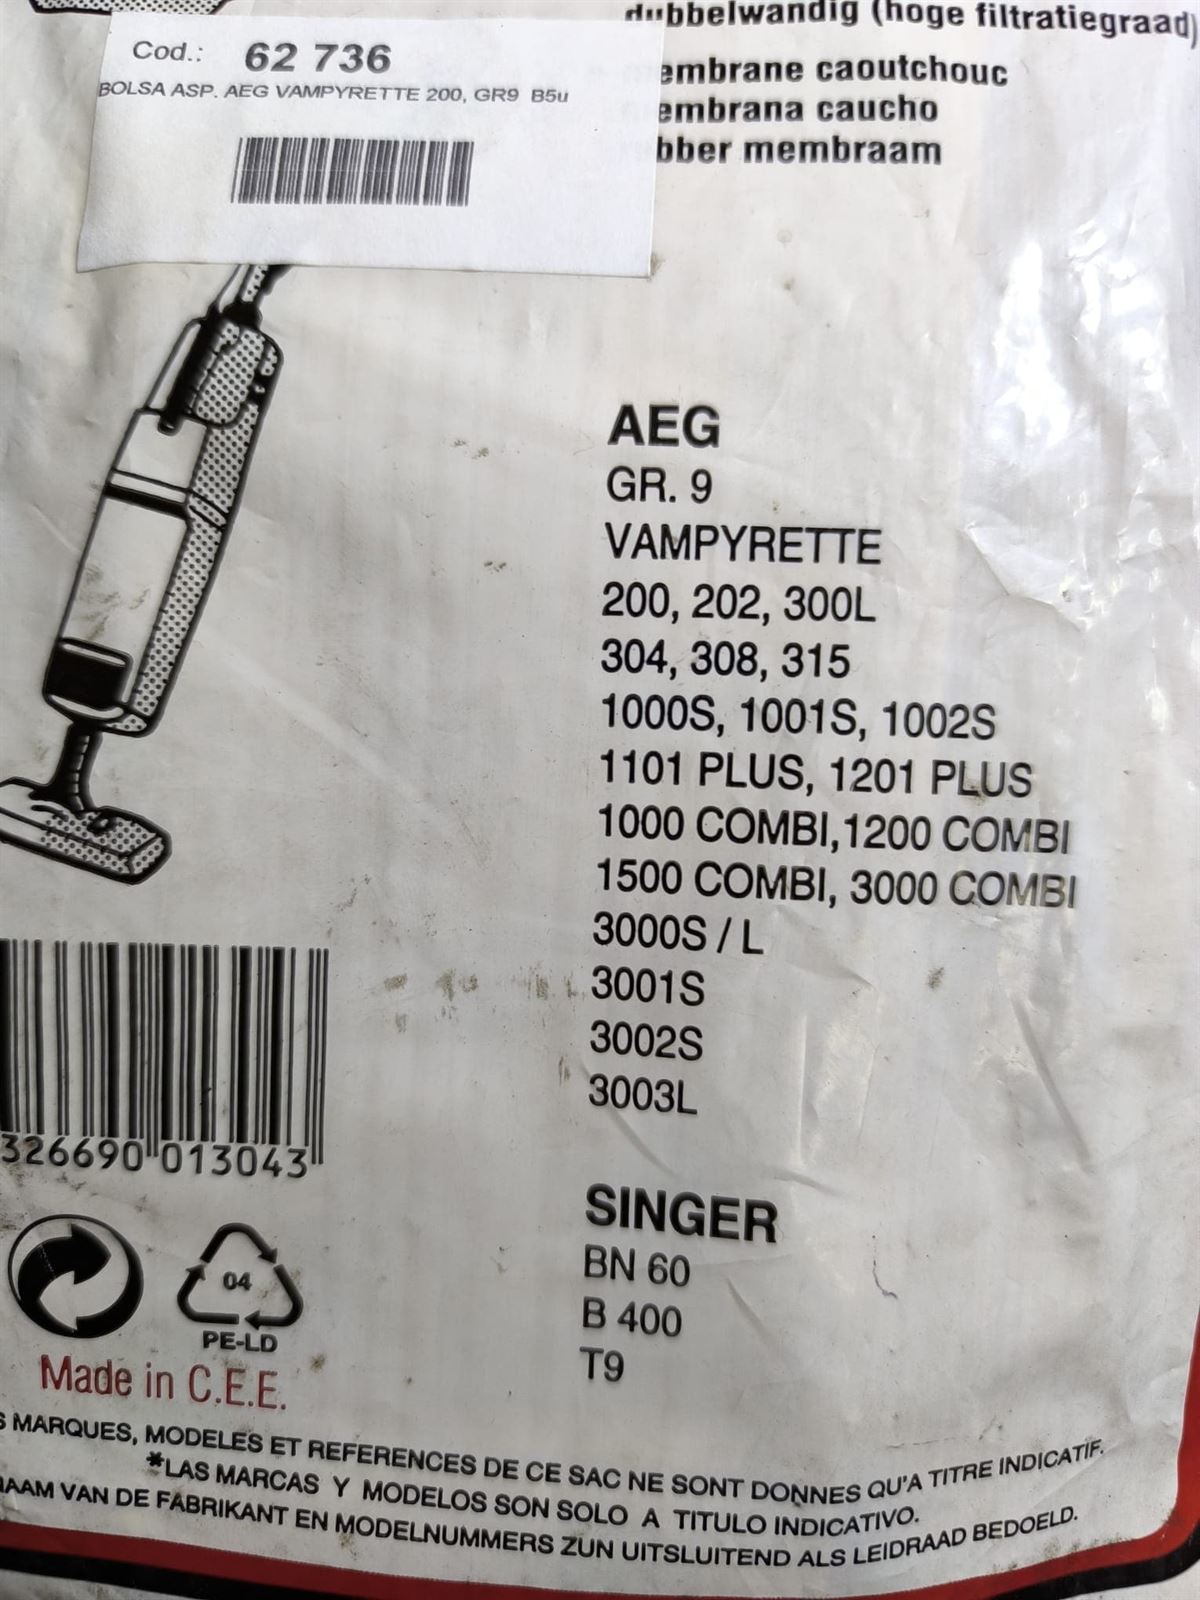 dubbelwandig (hoge filtratiegraad)
Cod.: 62 736
BOLSA ASP. AEG VAMPYRETTE 200, GR9 B5u
embrane caoutchouc
embrana caucho
bber membraam
AEG
GR. 9
VAMPYRETTE
200, 202, 300L
304, 308, 315
1000S, 1001S, 1002S
1101 PLUS, 1201 PLUS
1000 COMBI,1200 COMBI
1500 COMBI, 3000 COMBI
3000S / L
3001S
3002S
3003L
326690 013043
SINGER
BN 60
B 400
T9
04
PE-LD
Made in C.E.E.
S MARQUES, MODELES ET REFERENCES DE CE SAC NE SONT DONNES QU'A TITRE INDICATIF.
*LAS MARCAS Y MODELOS SON SOLO A TITULO INDICATIVO.
NAAM VAN DE FABRIKANT EN MODELNUMMERS ZUN UITSLUITEND ALS LEIDRAAD BEDOELD.